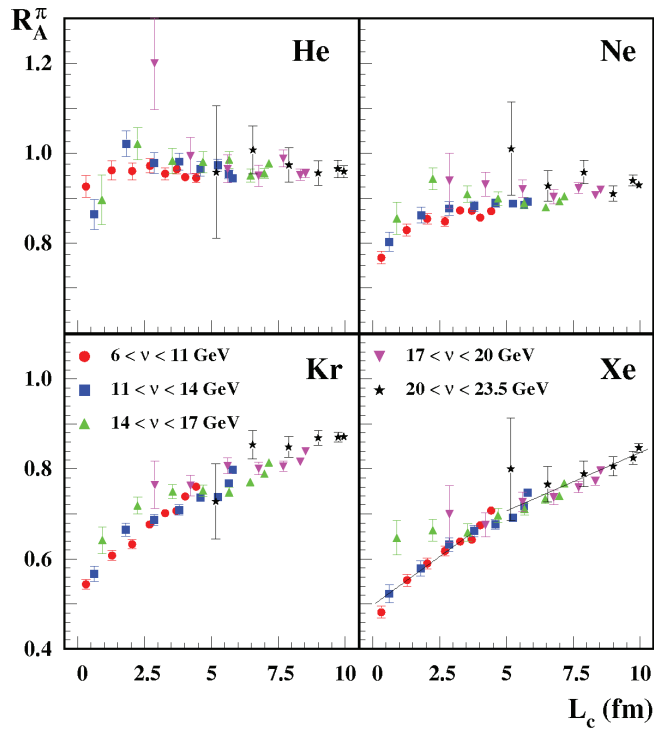 R_A^π
He
Ne
1.2
1.0
0.8
6 < ν < 11 GeV
11 < ν < 14 GeV
14 < ν < 17 GeV
Kr
17 < ν < 20 GeV
20 < ν < 23.5 GeV
Xe
1.0
0.8
0.6
0.4
0 2.5 5 7.5 10
0 2.5 5 7.5 10
L_c (fm)